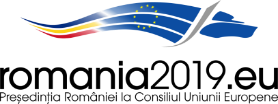 romania2019.eu
Președinția României la Consiliul Uniunii Europene